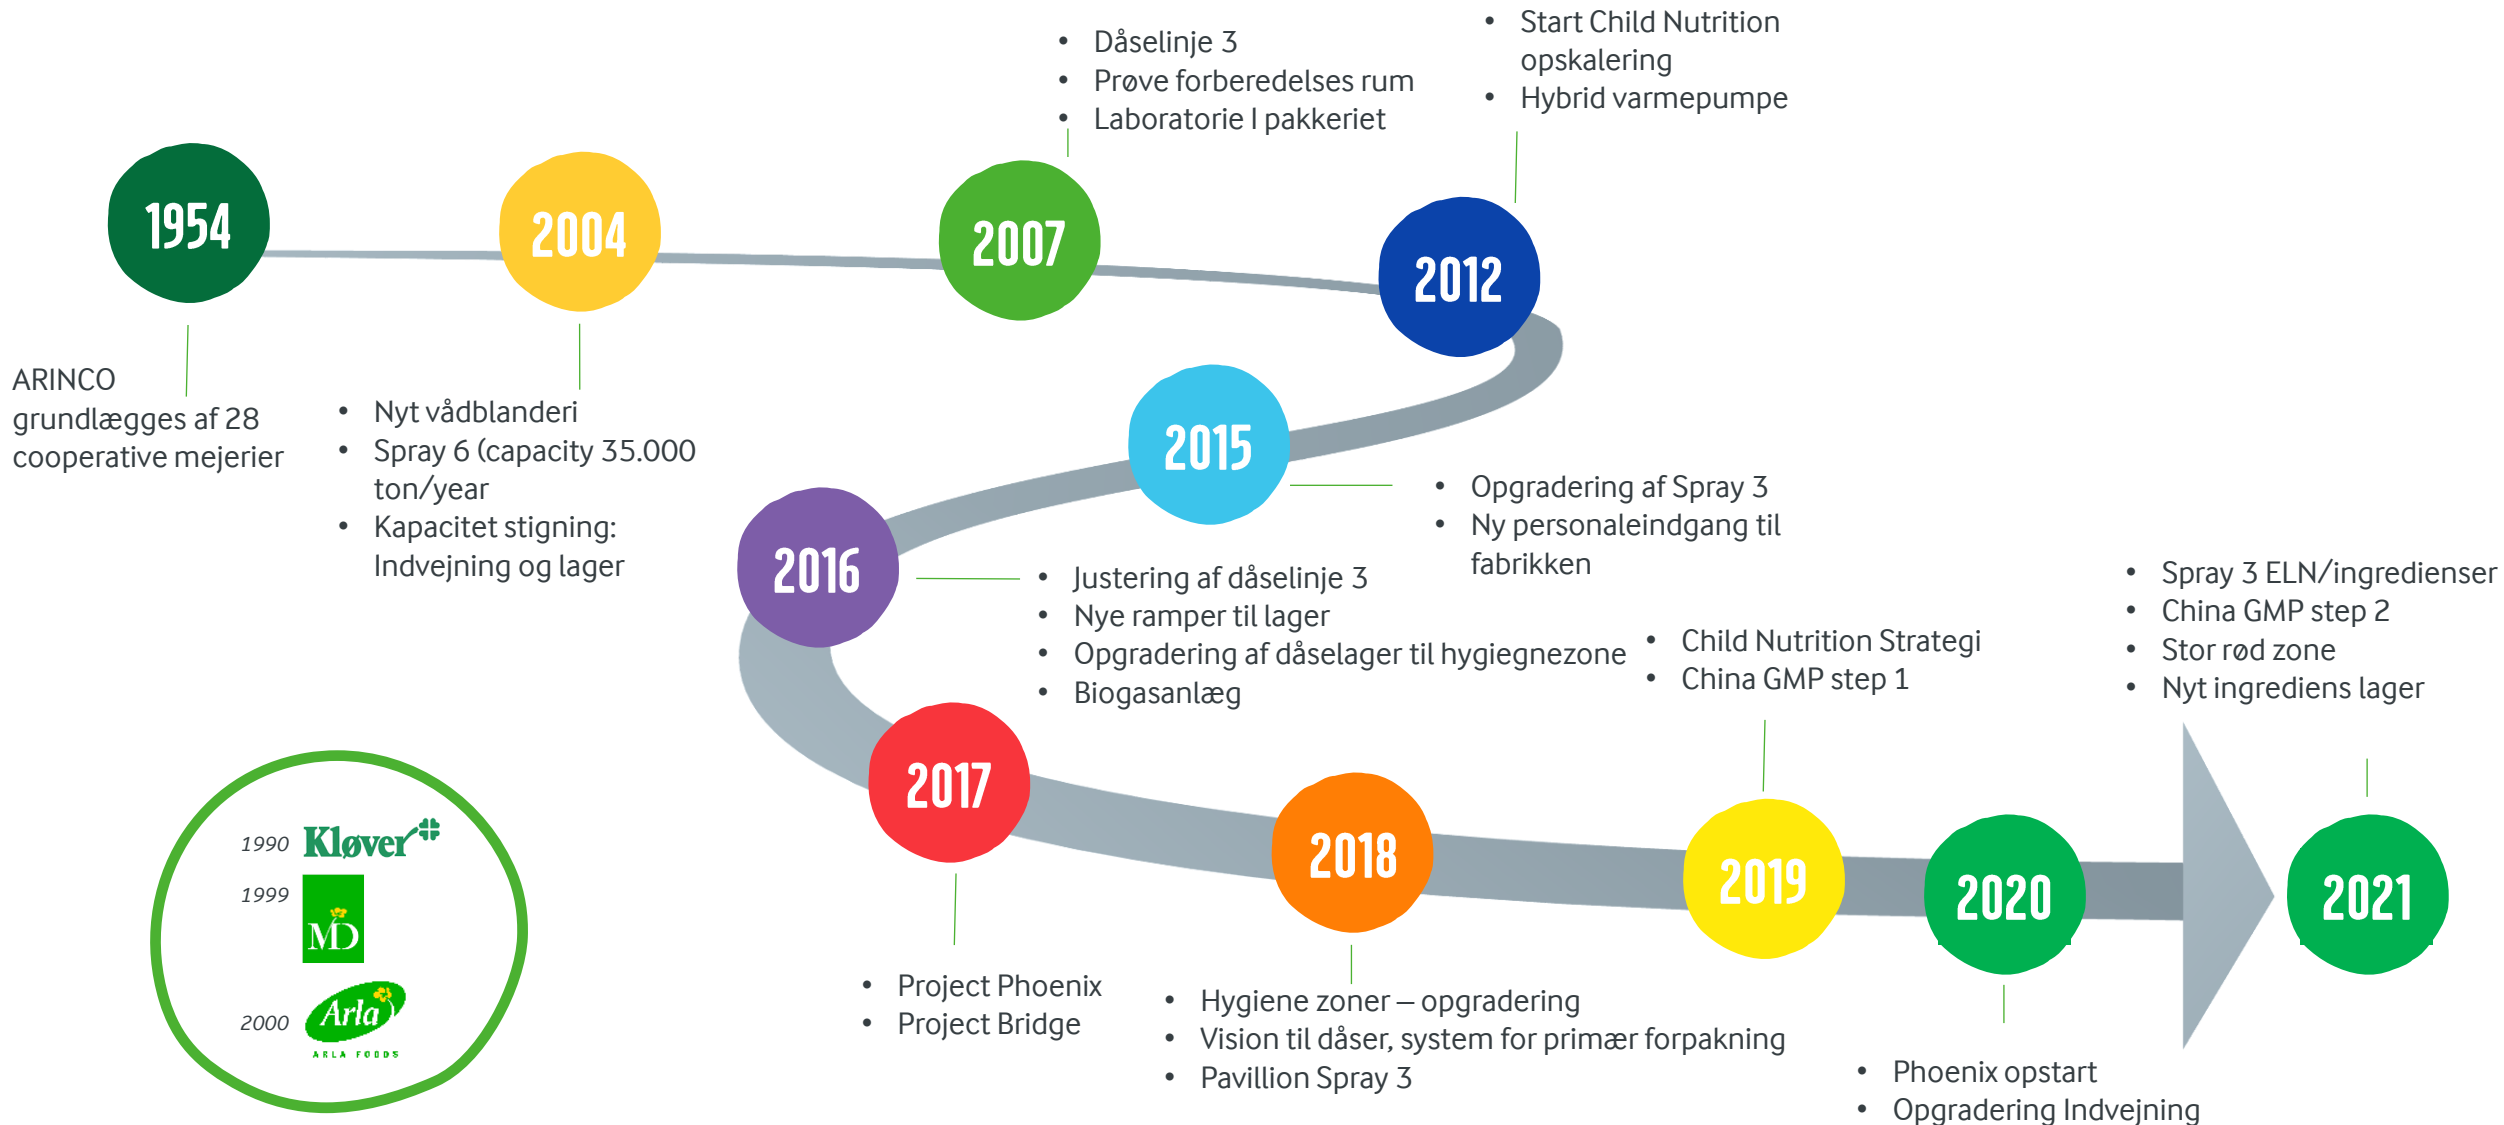 1954
ARINCO
grundlægges af 28
cooperative mejerier
2004
• Nyt vådblanderi
• Spray 6 (capacity 35.000
ton/year
• Kapacitet stigning:
Indvejning og lager
• Dåselinje 3
• Prøve forberedelses rum
• Laboratorie I pakkeriet
2007
• Start Child Nutrition
opskalering
• Hybrid varmepumpe
2012
2015
• Opgradering af Spray 3
• Ny personaleindgang til
fabrikken
2016
• Justering af dåselinje 3
• Nye ramper til lager
• Opgradering af dåselager til hygiegnezone
• Biogasanlæg
2017
• Project Phoenix
• Project Bridge
2018
• Hygiene zoner – opgradering
• Vision til dåser, system for primær forpakning
• Pavillion Spray 3
• Child Nutrition Strategi
• China GMP step 1
2019
2020
• Phoenix opstart
• Opgradering Indvejning
• Spray 3 ELN/ingredienser
• China GMP step 2
• Stor rød zone
• Nyt ingrediens lager
2021
1990 Kløver
1999
MD
2000 Arla
ARLA FOODS